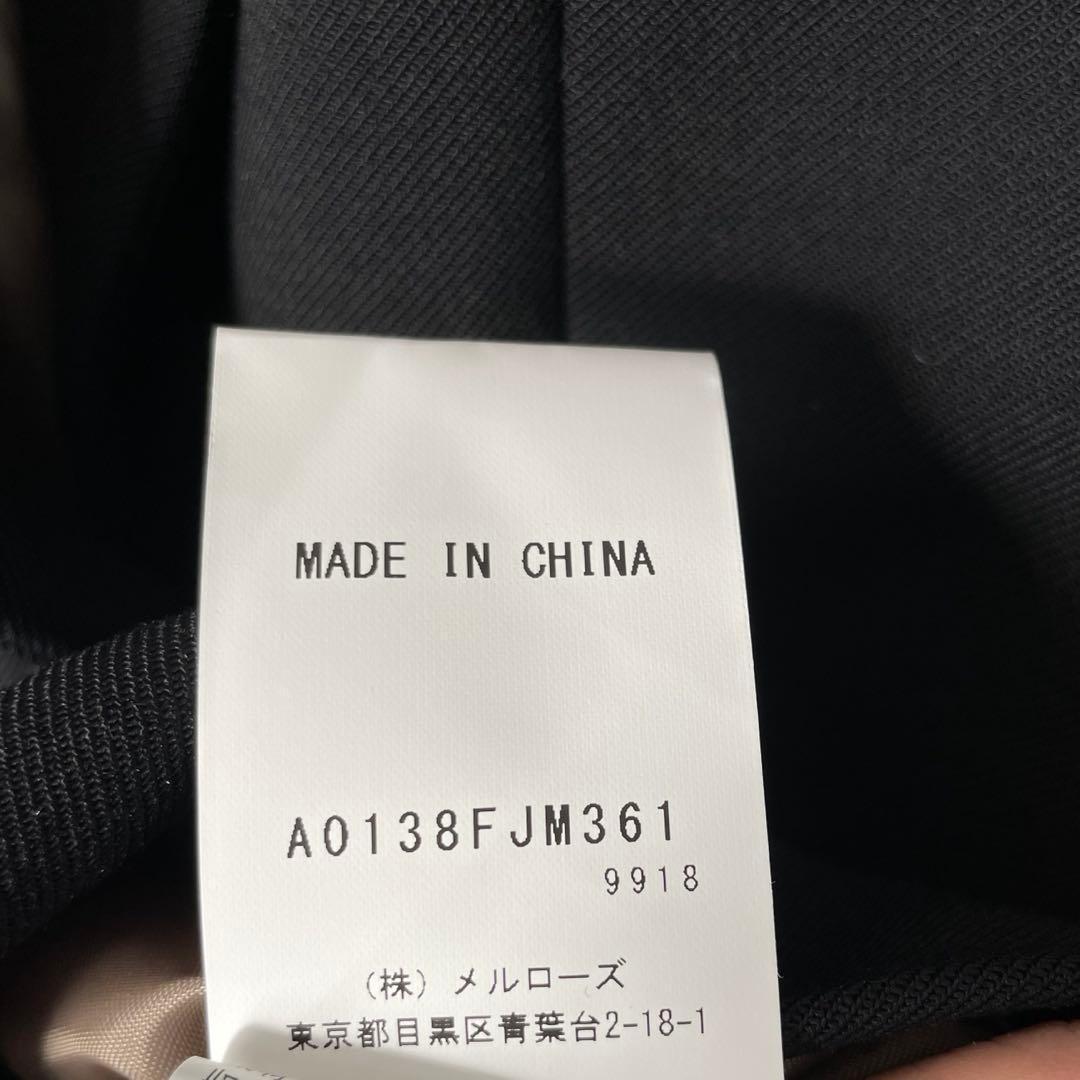 MADE IN CHINA
A0138FJM361
9918
(株)メルローズ
東京都目黒区青葉台2-18-1